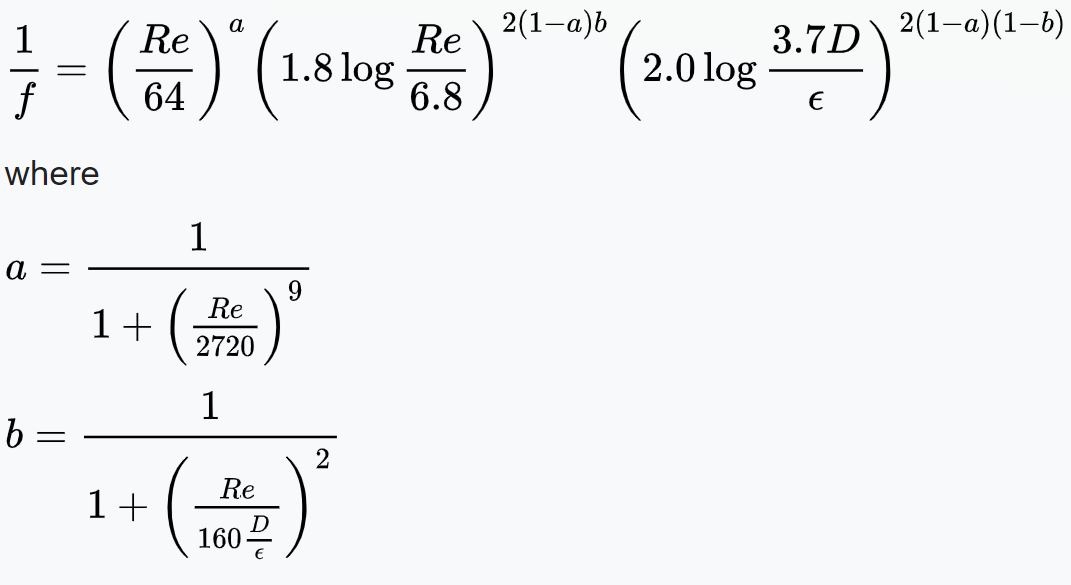 1/f = (Re/64)^a (1.8 log Re/6.8)^{2(1−a)b} (2.0 log 3.7D/ϵ)^{2(1−a)(1−b)}
where
a = 1/(1 + (Re/2720)^9)
b = 1/(1 + (Re/(160 D/ϵ))^2)